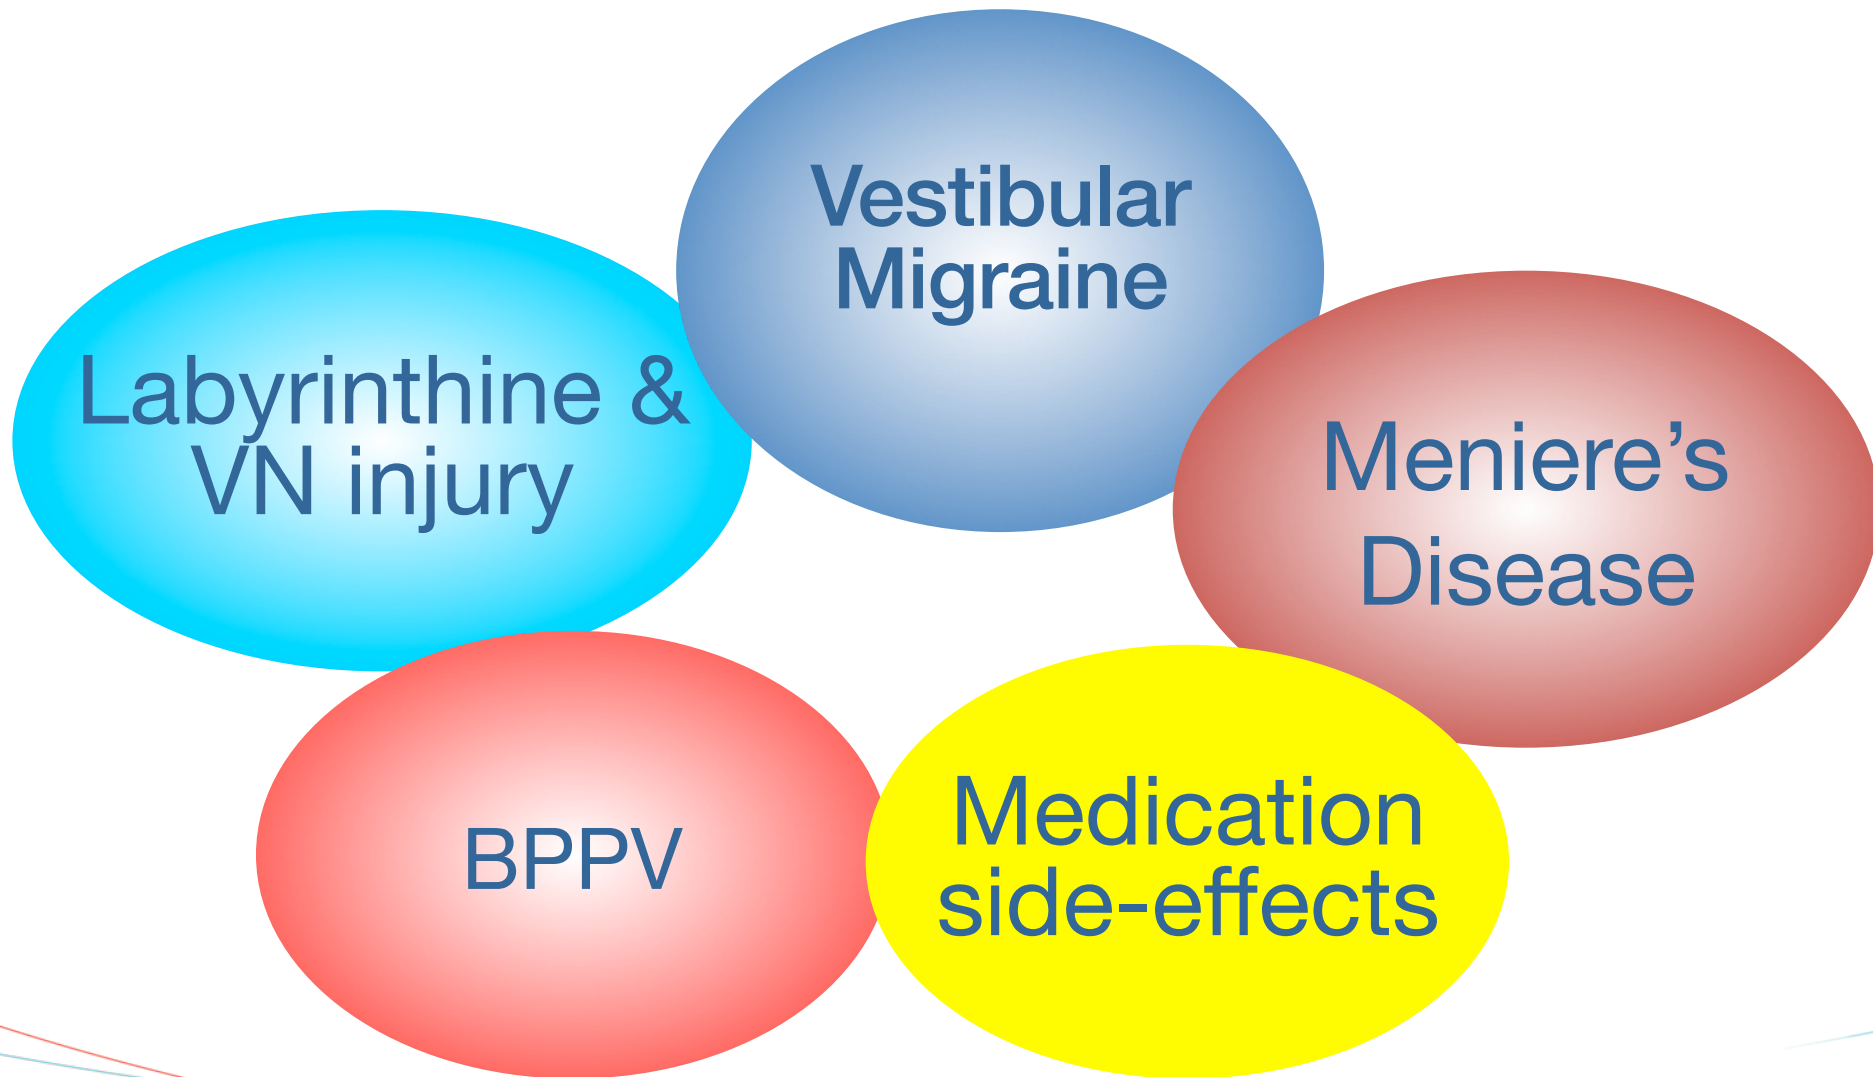 Vestibular
Migraine
Labyrinthine &
VN injury
Meniere’s
Disease
BPPV
Medication
side-effects